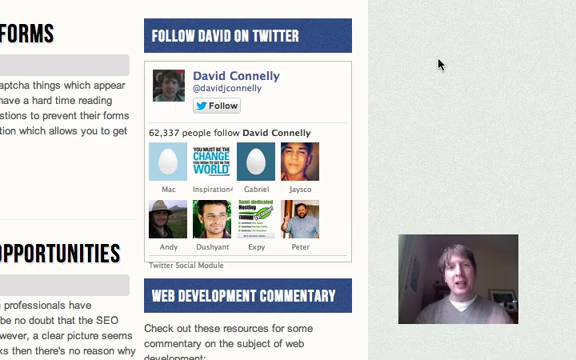 FORMS
aptcha things which appear
have a hard time reading
stions to prevent their forms
tion which allows you to get
OPPORTUNITIES
professionals have
be no doubt that the SEO
wever, a clear picture seems
ks then there's no reason why
FOLLOW DAVID ON TWITTER
David Connelly
@davidjconnelly
Follow
62,337 people follow David Connelly
YOU MUST BE THE
CHANGE
YOU WISH TO SEE IN THE
WORLD
Mac Inspiration Gabriel Jaysco
Semi-dedicated
Hosting
Andy Dushyant Expy Peter
Twitter Social Module
WEB DEVELOPMENT COMMENTARY
Check out these resources for some
commentary on the subject of web
development: